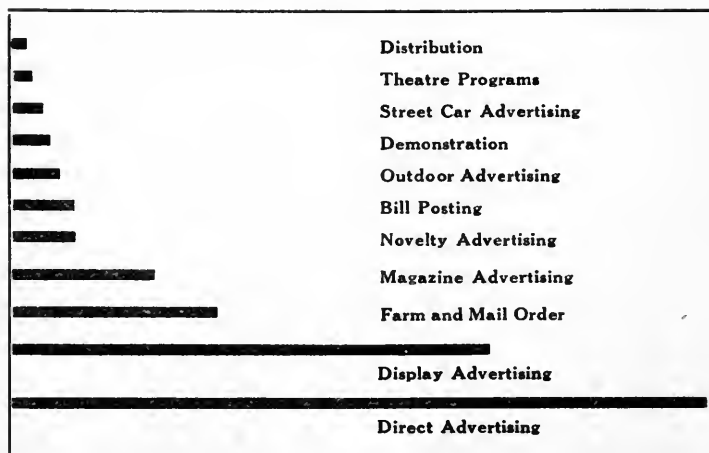 Distribution
Theatre Programs
Street Car Advertising
Demonstration
Outdoor Advertising
Bill Posting
Novelty Advertising
Magazine Advertising
Farm and Mail Order
Display Advertising
Direct Advertising